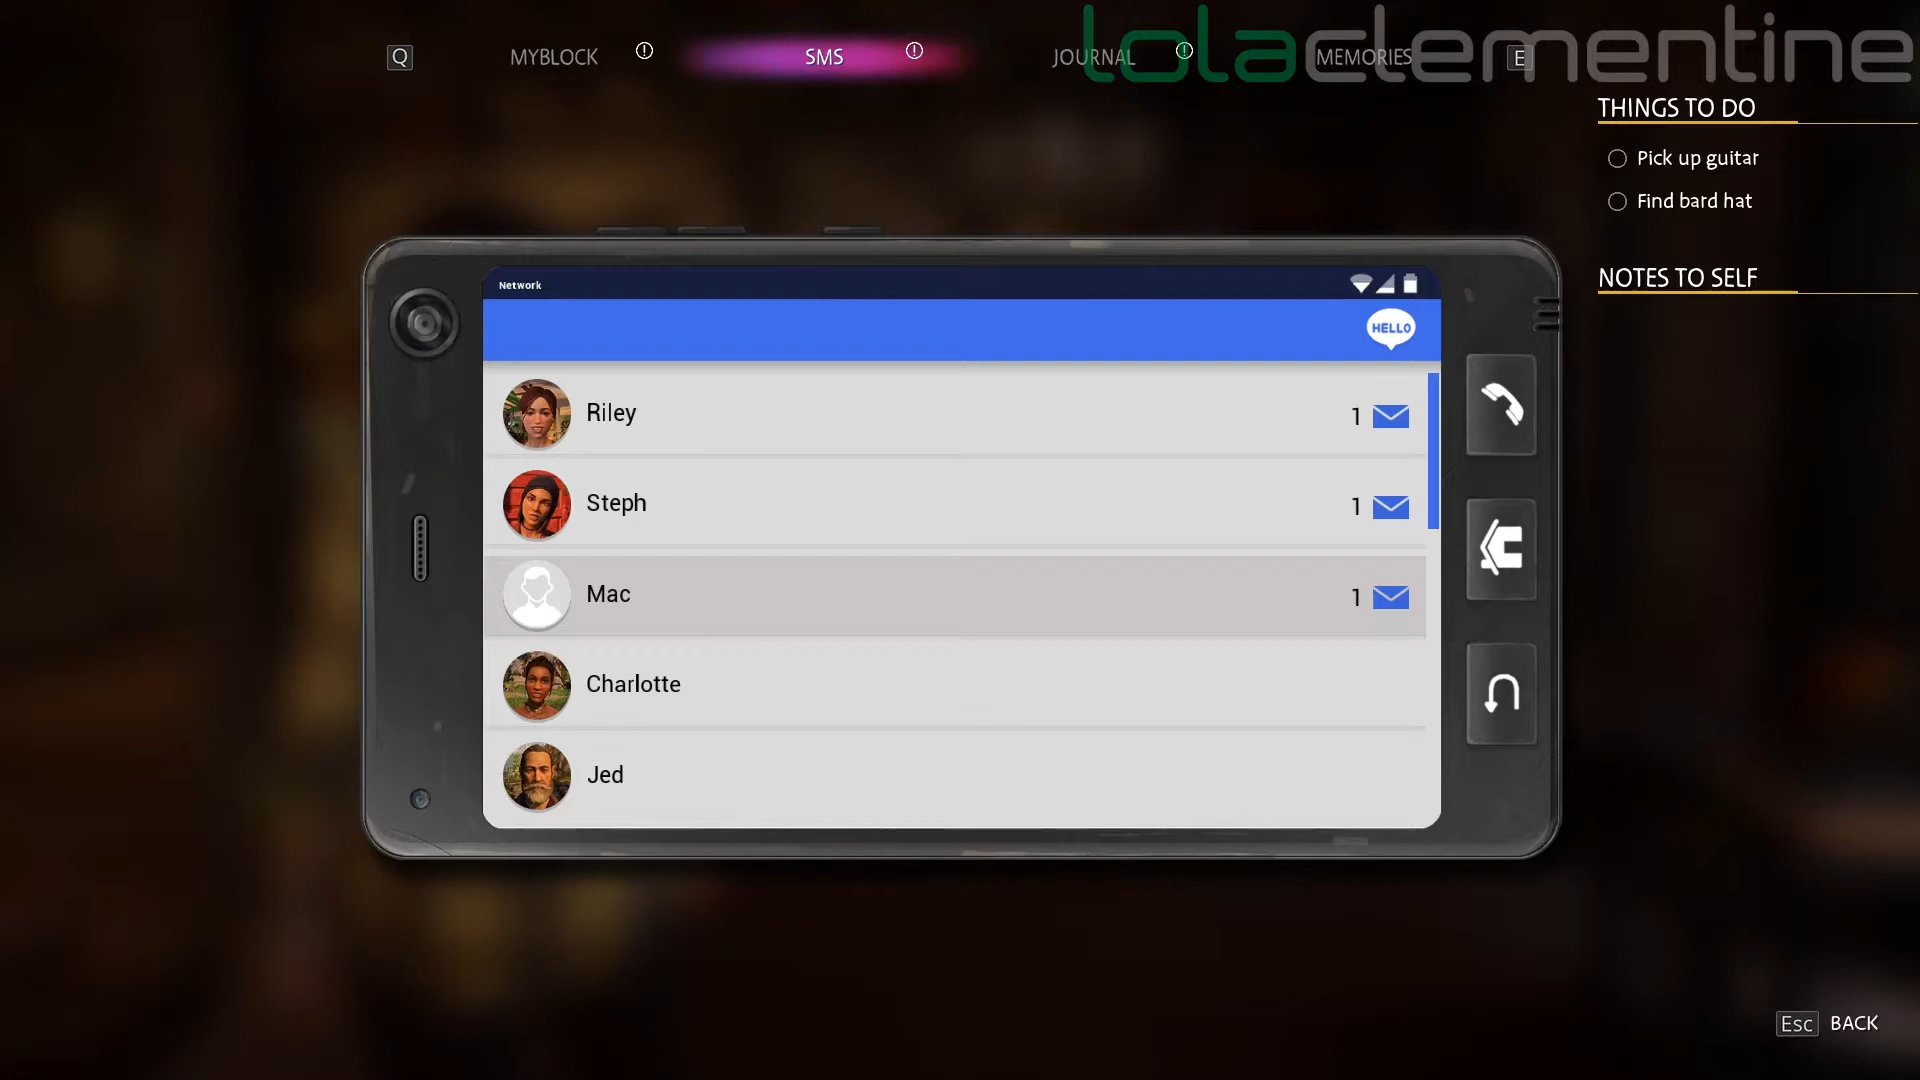 lolaclementine
Q MYBLOCK ! SMS ! JOURNAL ! MEMORIES E
THINGS TO DO
Pick up guitar
Find bard hat
NOTES TO SELF
Network
HELLO
Riley 1
Steph 1
Mac 1
Charlotte
Jed
Esc BACK